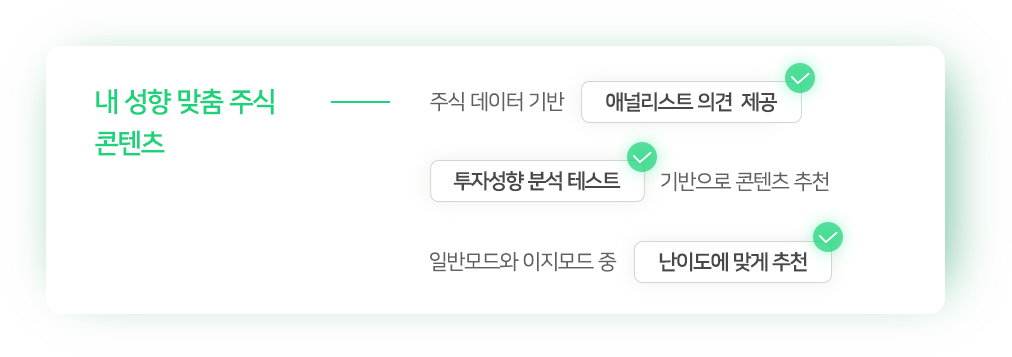 내 성향 맞춤 주식
콘텐츠
주식 데이터 기반 애널리스트 의견 제공
투자성향 분석 테스트 기반으로 콘텐츠 추천
일반모드와 이지모드 중 난이도에 맞게 추천